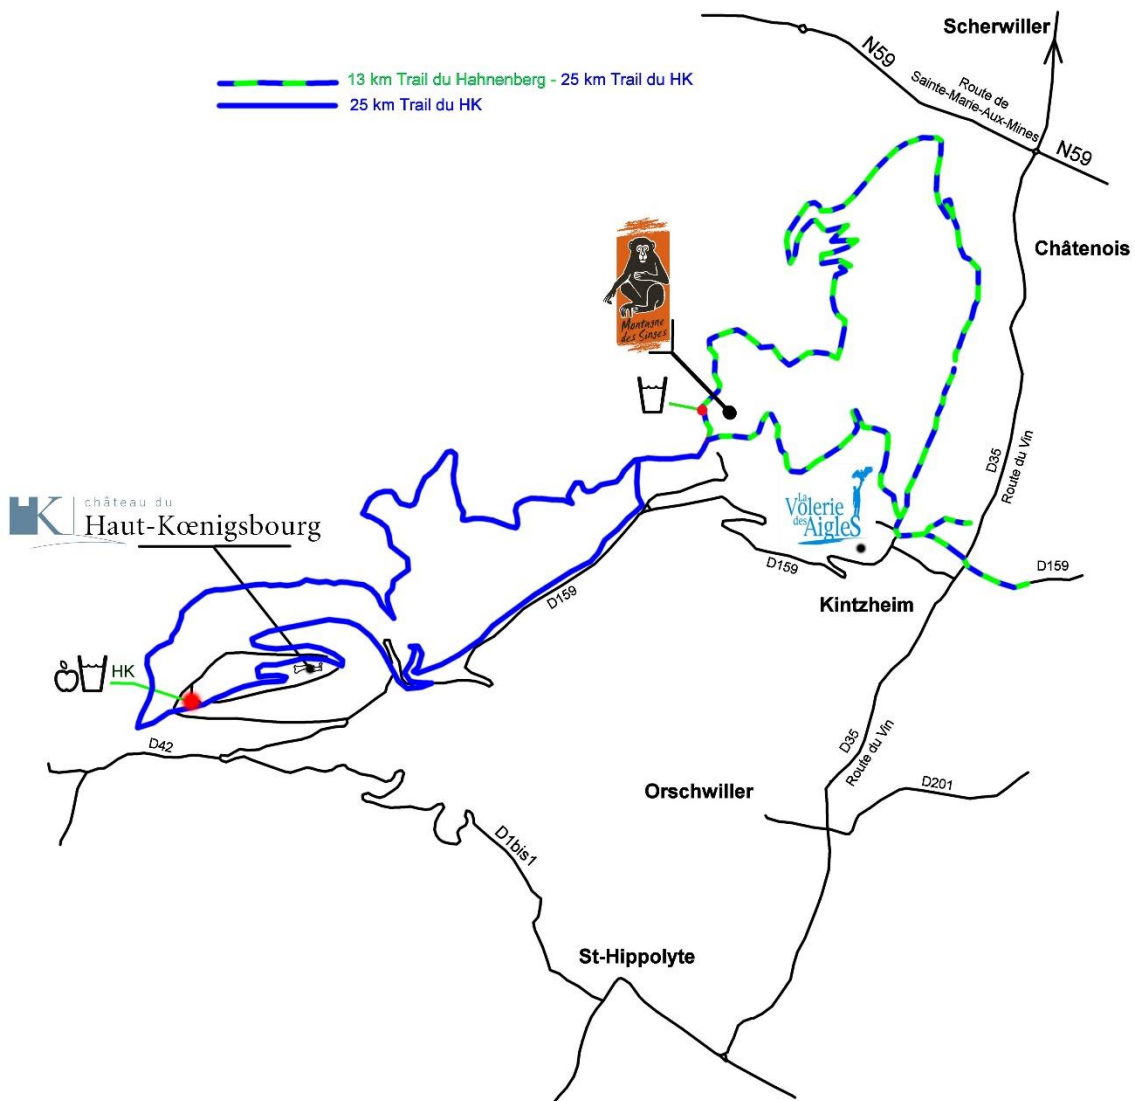 Scherwiller
N59
Route de
Sainte-Marie-Aux-Mines
N59
13 km Trail du Hahnenberg - 25 km Trail du HK
25 km Trail du HK
Châtenois
Montagne
des Singes
D35
Route du Vin
HK
château du
Haut-Kœnigsbourg
La
Volerie
des Aigles
D159
D159
D159
Kintzheim
HK
D42
D35
Route du Vin
Orschwiller
D201
D1bis1
St-Hippolyte